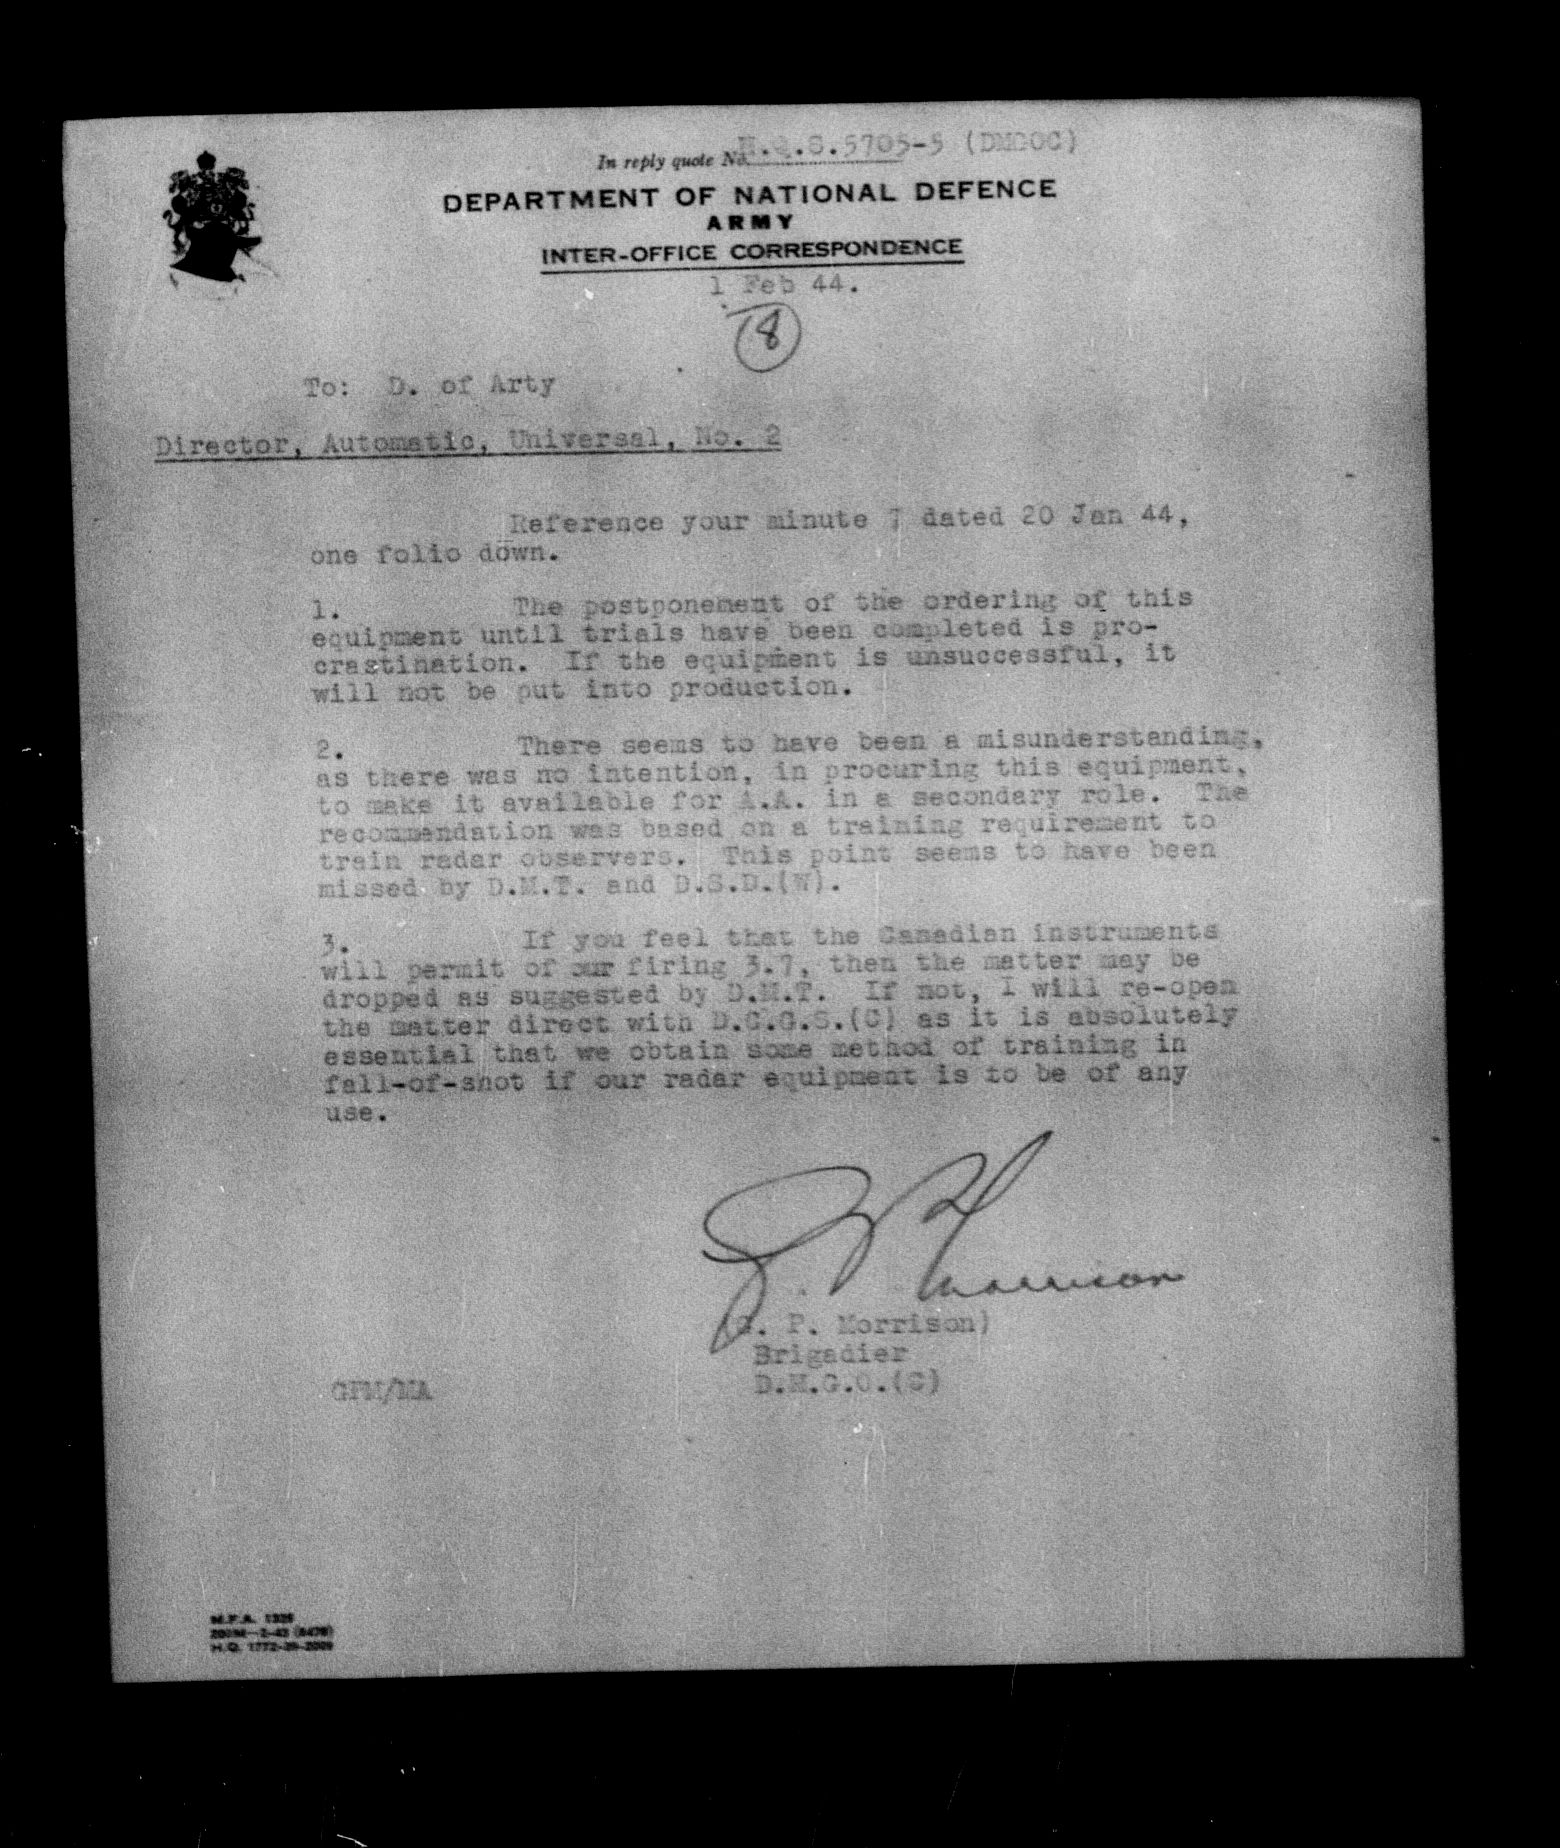 In reply quote No. H.Q.S.5705-5 (DMDOC)
DEPARTMENT OF NATIONAL DEFENCE
ARMY
INTER-OFFICE CORRESPONDENCE
1 Feb 44.
8
To: D. of Arty
Director, Automatic, Universal, No. 2
Reference your minute 7 dated 20 Jan 44,
one folio down.
1. The postponement of the ordering of this
equipment until trials have been completed is pro-
crastination. If the equipment is unsuccessful, it
will not be put into production.
2. There seems to have been a misunderstanding,
as there was no intention, in procuring this equipment,
to make it available for A.A. in a secondary role. The
recommendation was based on a training requirement to
train radar observers. This point seems to have been
missed by D.M.T. and D.S.D.(W).
3. If you feel that the Canadian instruments
will permit of our firing 3.7, then the matter may be
dropped as suggested by D.M.T. If not, I will re-open
the matter direct with D.C.G.S.(C) as it is absolutely
essential that we obtain some method of training in
fall-of-shot if our radar equipment is to be of any
use.
G P Morrison
(G. P. Morrison)
Brigadier
D.M.G.O.(C)
GPM/MA
M.F.A. 1325
H.Q. 1772-39-2009